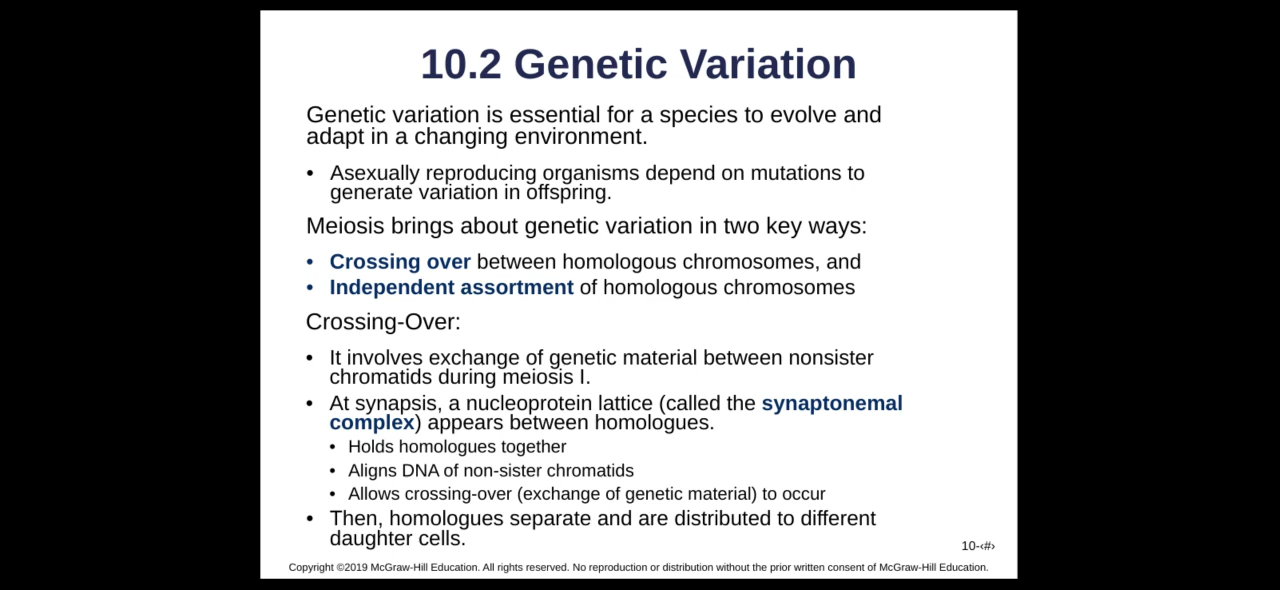 10.2 Genetic Variation
Genetic variation is essential for a species to evolve and
adapt in a changing environment.
• Asexually reproducing organisms depend on mutations to
generate variation in offspring.
Meiosis brings about genetic variation in two key ways:
• Crossing over between homologous chromosomes, and
• Independent assortment of homologous chromosomes
Crossing-Over:
• It involves exchange of genetic material between nonsister
chromatids during meiosis I.
• At synapsis, a nucleoprotein lattice (called the synaptonemal
complex) appears between homologues.
• Holds homologues together
• Aligns DNA of non-sister chromatids
• Allows crossing-over (exchange of genetic material) to occur
• Then, homologues separate and are distributed to different
daughter cells.
10-‹#›
Copyright ©2019 McGraw-Hill Education. All rights reserved. No reproduction or distribution without the prior written consent of McGraw-Hill Education.